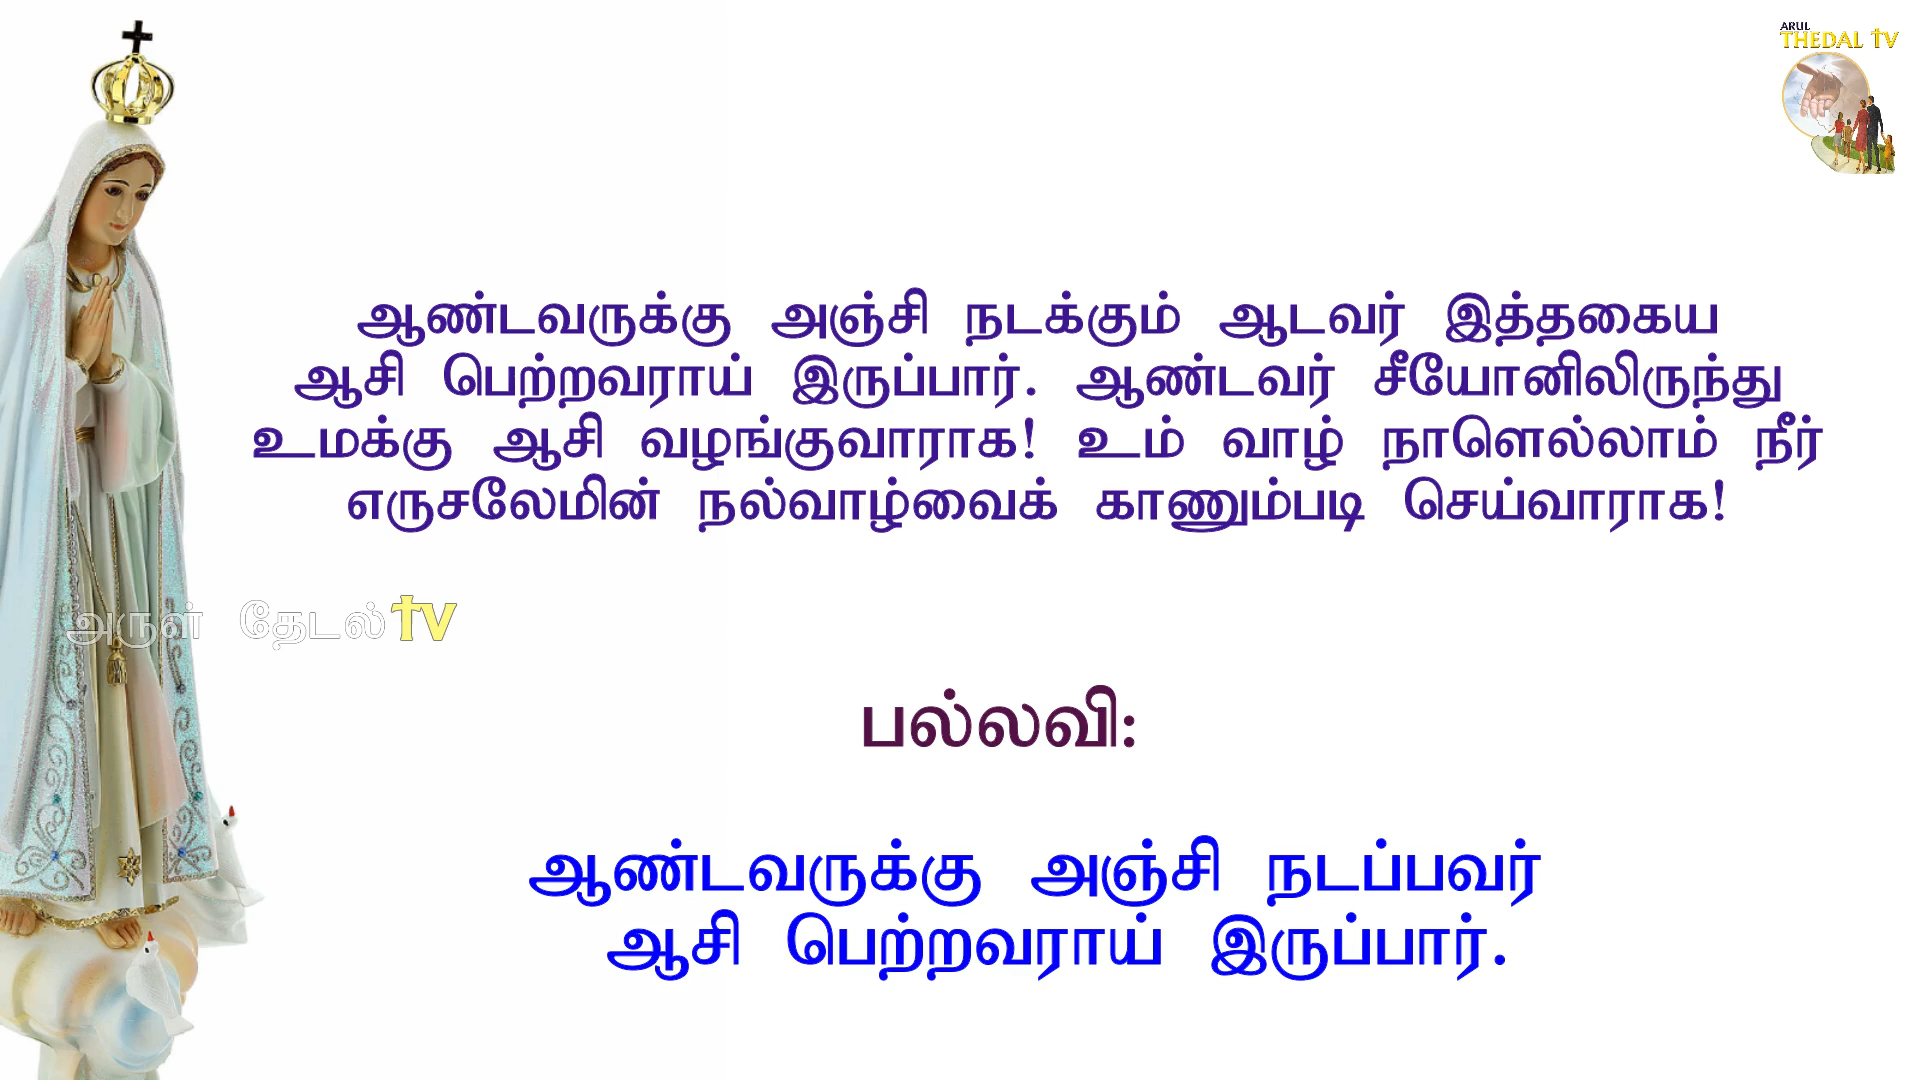 ARUL
THEDAL TV
ஆண்டவருக்கு அஞ்சி நடக்கும் ஆடவர் இத்தகைய
ஆசி பெற்றவராய் இருப்பார். ஆண்டவர் சீயோனிலிருந்து
உமக்கு ஆசி வழங்குவாராக! உம் வாழ் நாளெல்லாம் நீர்
எருசலேமின் நல்வாழ்வைக் காணும்படி செய்வாராக!
அருள் தேடல் TV
பல்லவி:
ஆண்டவருக்கு அஞ்சி நடப்பவர்
ஆசி பெற்றவராய் இருப்பார்.